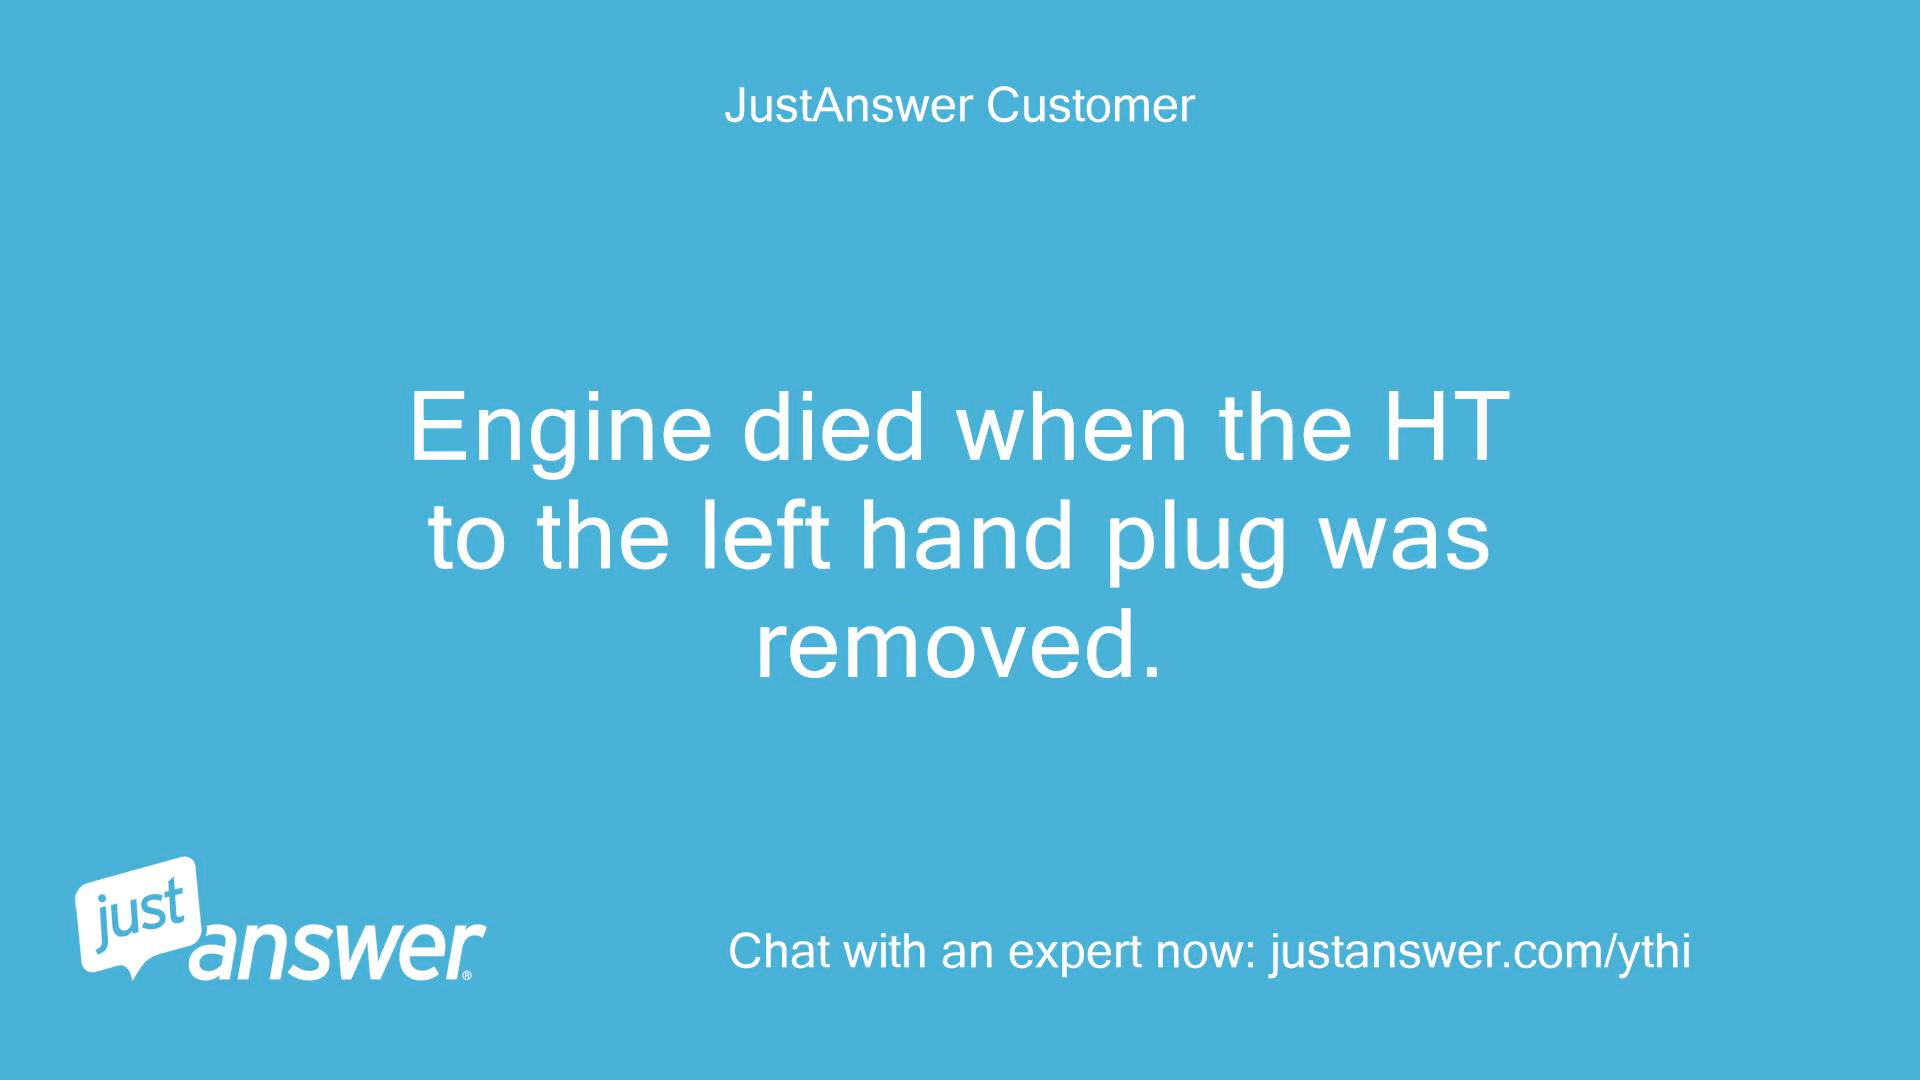 JustAnswer Customer
Engine died when the HT
to the left hand plug was
removed.
just
answer®
Chat with an expert now: justanswer.com/ythi